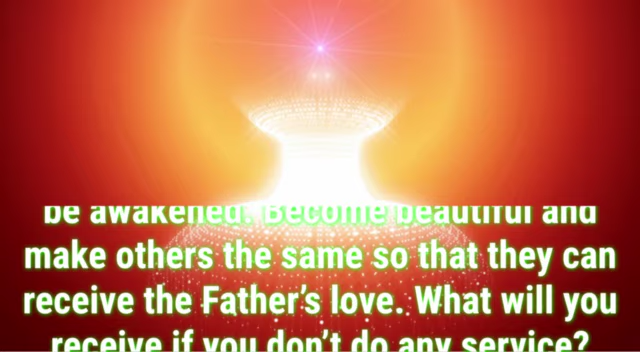 be awakened. Become beautiful and
make others the same so that they can
receive the Father's love. What will you
receive if you don't do any service?